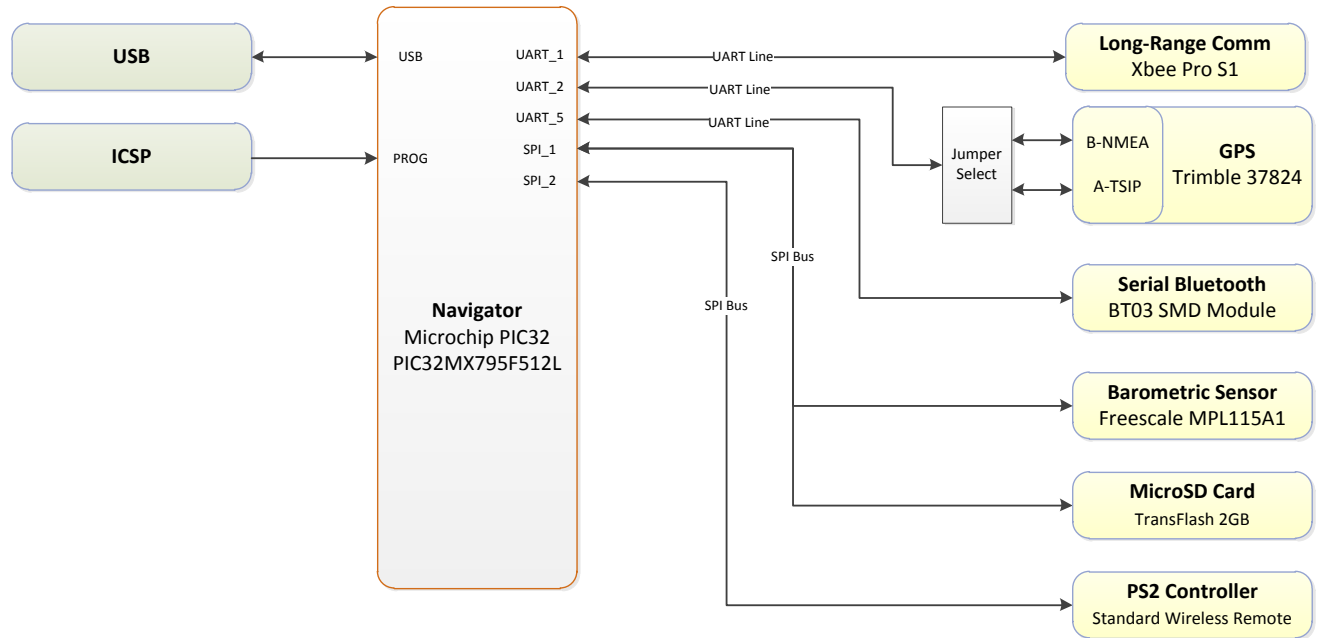 USB
ICSP
USB
PROG
UART_1
UART_2
UART_5
SPI_1
SPI_2
Navigator
Microchip PIC32
PIC32MX795F512L
UART Line
UART Line
UART Line
SPI Bus
SPI Bus
Jumper
Select
Long-Range Comm
Xbee Pro S1
B-NMEA
A-TSIP
GPS
Trimble 37824
Serial Bluetooth
BT03 SMD Module
Barometric Sensor
Freescale MPL115A1
MicroSD Card
TransFlash 2GB
PS2 Controller
Standard Wireless Remote